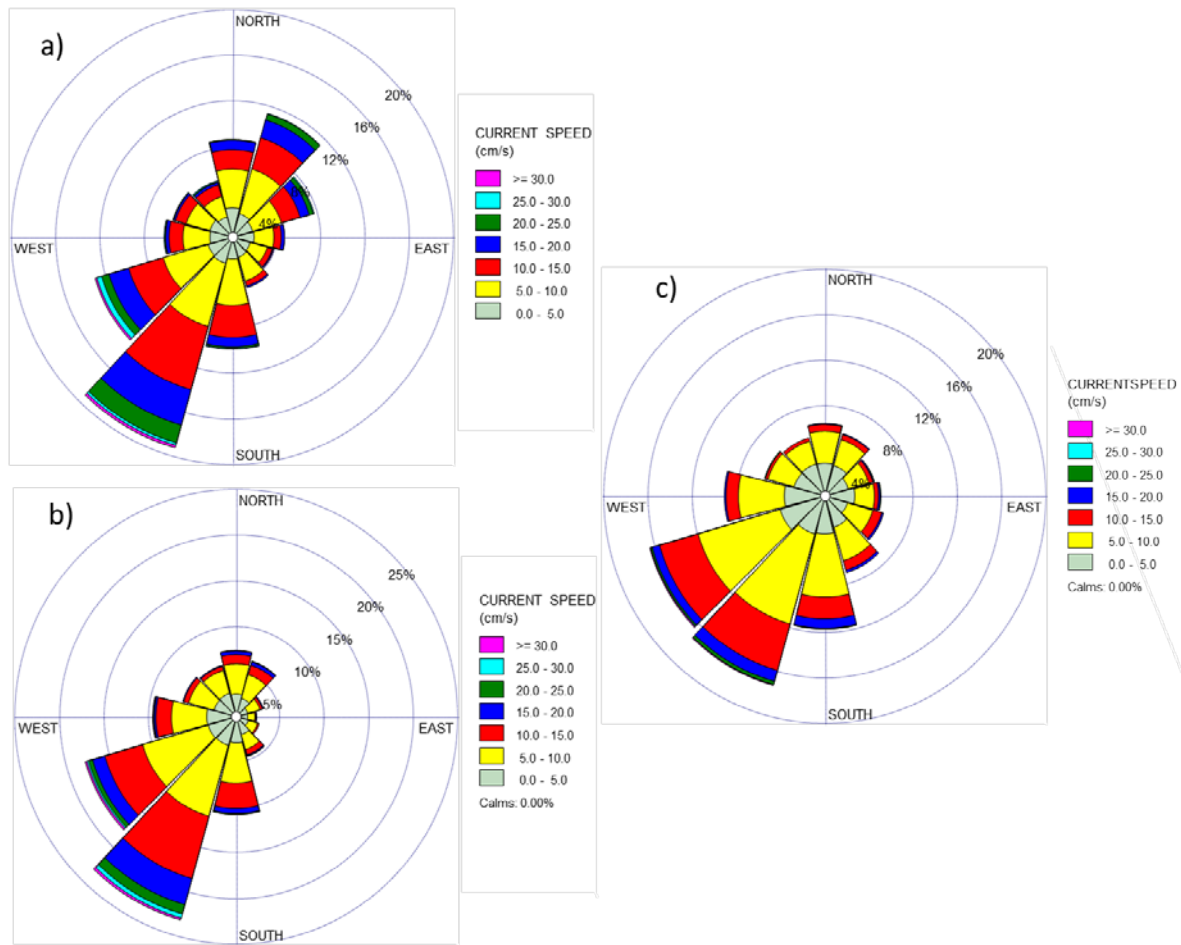 a)
NORTH
20%
16%
12%
4%
WEST
EAST
SOUTH
CURRENT SPEED
(cm/s)
>= 30.0
25.0 - 30.0
20.0 - 25.0
15.0 - 20.0
10.0 - 15.0
5.0 - 10.0
0.0 - 5.0
b)
NORTH
25%
20%
15%
10%
5%
WEST
EAST
SOUTH
CURRENT SPEED
(cm/s)
>= 30.0
25.0 - 30.0
20.0 - 25.0
15.0 - 20.0
10.0 - 15.0
5.0 - 10.0
0.0 - 5.0
Calms: 0.00%
c)
NORTH
20%
16%
12%
8%
4%
WEST
EAST
SOUTH
CURRENTSPEED
(cm/s)
>= 30.0
25.0 - 30.0
20.0 - 25.0
15.0 - 20.0
10.0 - 15.0
5.0 - 10.0
0.0 - 5.0
Calms: 0.00%